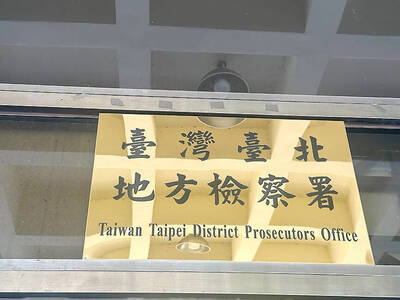 臺灣臺北
地方檢察署
Taiwan Taipei District Prosecutors Office